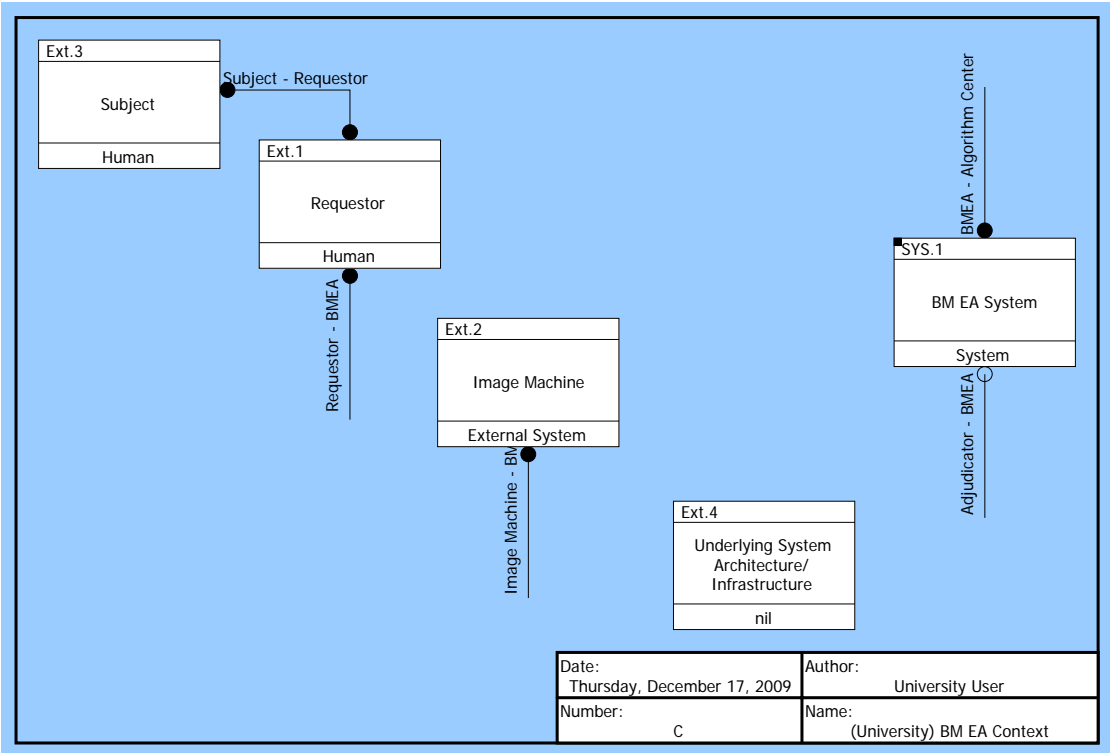 Ext.3
Subject
Human
Subject - Requestor
Ext.1
Requestor
Human
Requestor - BMEA
Ext.2
Image Machine
External System
Image Machine - BM
BMEA - Algorithm Center
SYS.1
BM EA System
System
Adjudicator - BMEA
Ext.4
Underlying System
Architecture/
Infrastructure
nil
Date:
Thursday, December 17, 2009
Author:
University User
Number:
C
Name:
(University) BM EA Context